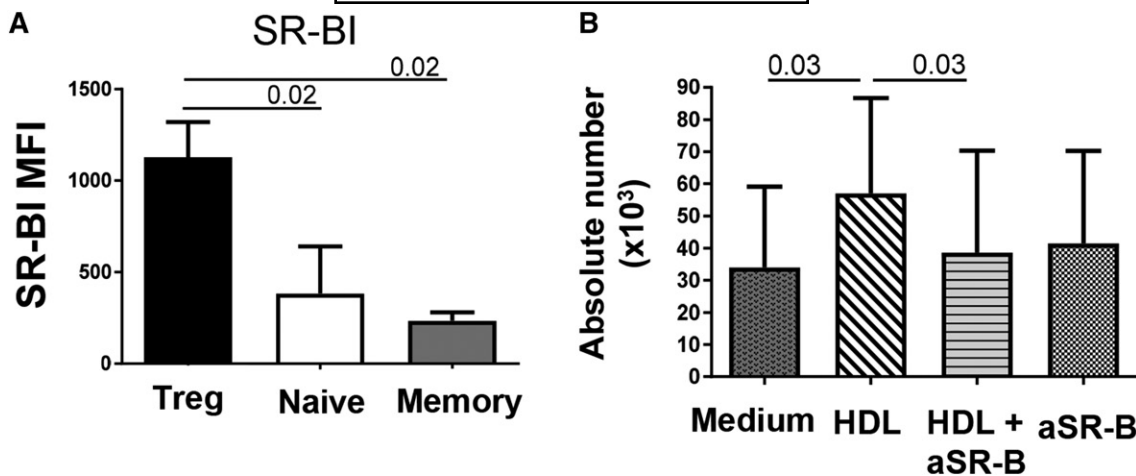 A
SR-BI
0.02
0.02
SR-BI MFI
1500
1000
500
0
Treg Naive Memory
B
0.03 0.03
Absolute number
(x10³)
90
80
70
60
50
40
30
20
10
0
Medium HDL HDL + aSR-B
aSR-B